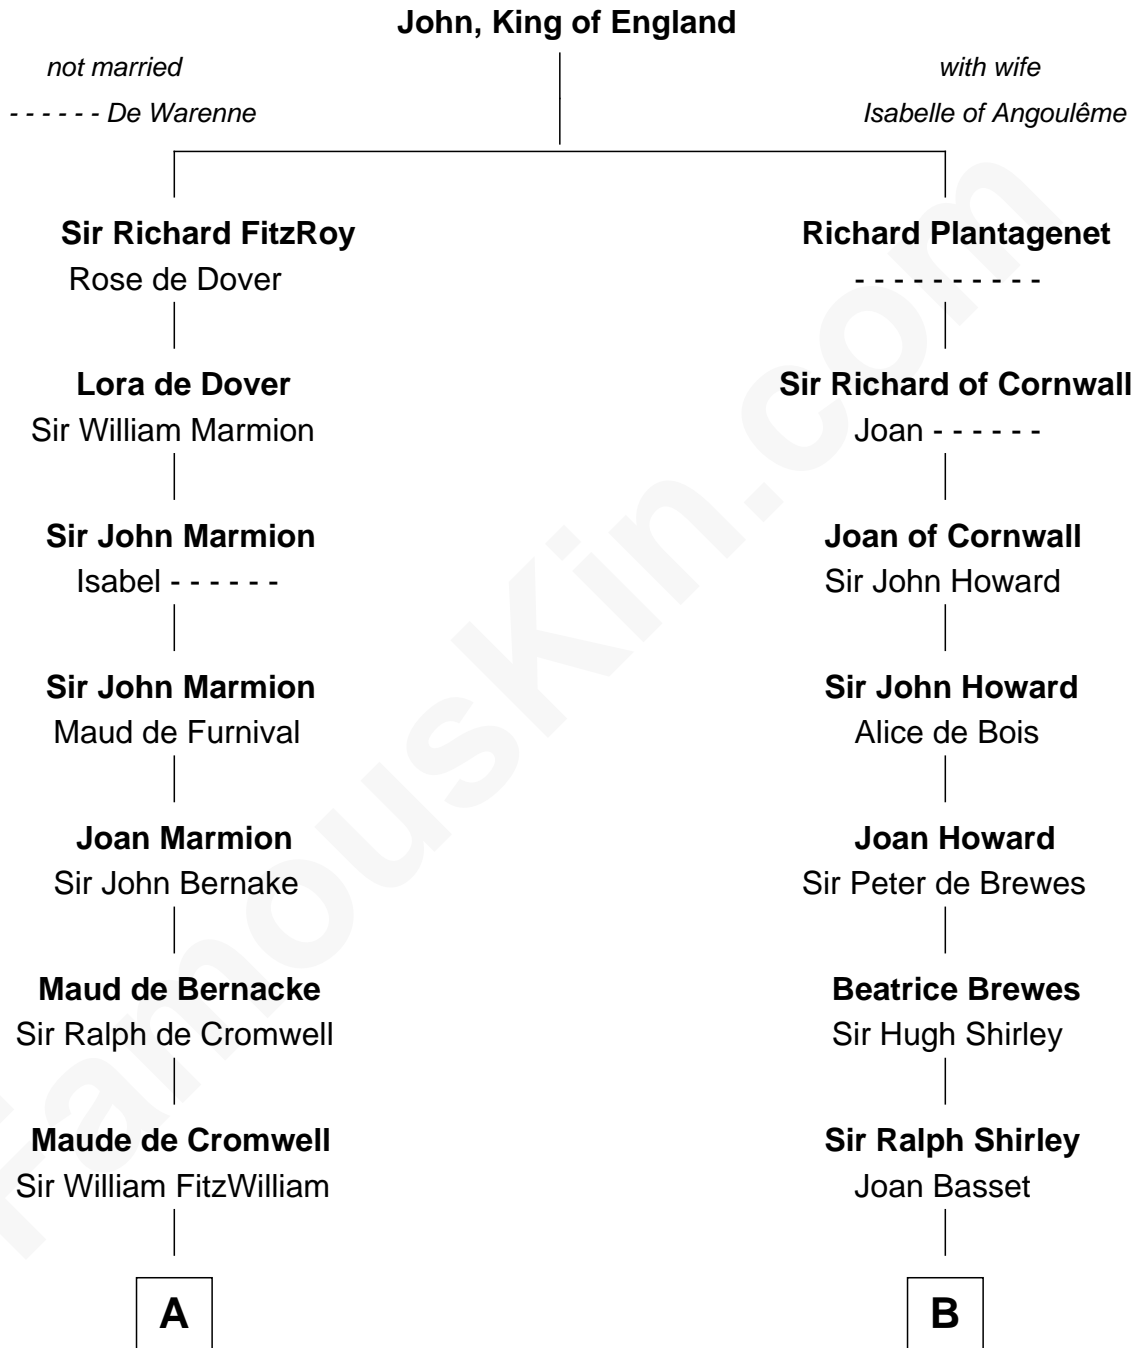 John, King of England
not married
- - - - - - De Warenne
with wife
Isabelle of Angoulême
Sir Richard FitzRoy
Rose de Dover
Richard Plantagenet
- - - - - - - - - -
Lora de Dover
Sir William Marmion
Sir Richard of Cornwall
Joan - - - - - -
Sir John Marmion
Isabel - - - - - -
Joan of Cornwall
Sir John Howard
Sir John Marmion
Maud de Furnival
Sir John Howard
Alice de Bois
Joan Marmion
Sir John Bernake
Joan Howard
Sir Peter de Brewes
Maud de Bernacke
Sir Ralph de Cromwell
Beatrice Brewes
Sir Hugh Shirley
Maude de Cromwell
Sir William FitzWilliam
Sir Ralph Shirley
Joan Basset
A
B
FamousKin.com